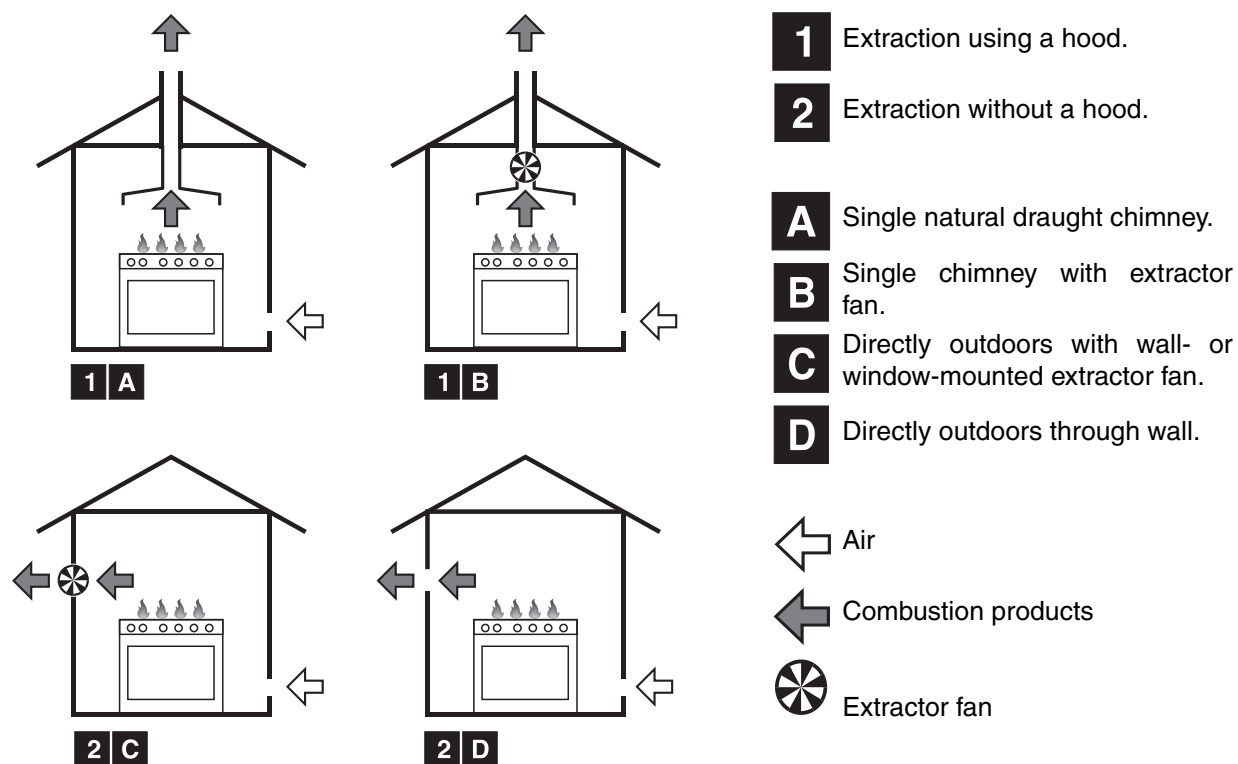 1 A
1 B
2 C
2 D
1 Extraction using a hood.
2 Extraction without a hood.
A Single natural draught chimney.
B Single chimney with extractor
fan.
C Directly outdoors with wall- or
window-mounted extractor fan.
D Directly outdoors through wall.
Air
Combustion products
Extractor fan